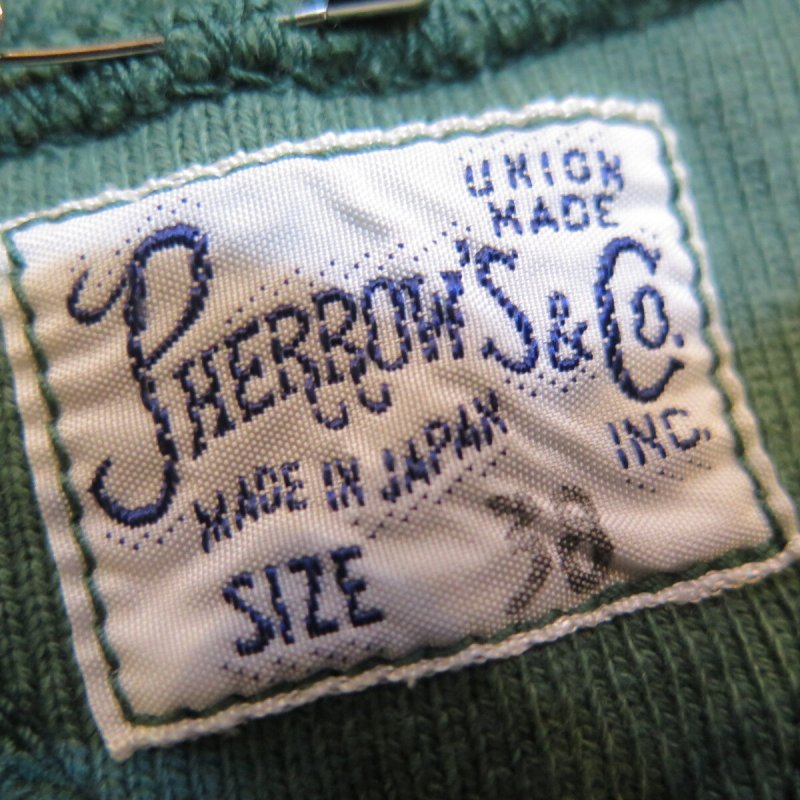 UNION
MADE
PHERROW'S & CO.
INC.
MADE IN JAPAN
SIZE 38